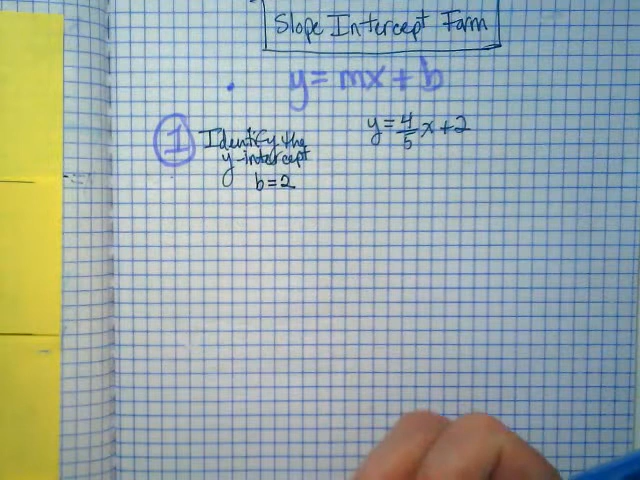 Slope Intercept Form
y = mx + b
1 Identify the
y-intercept
b = 2
y = 4/5 x + 2